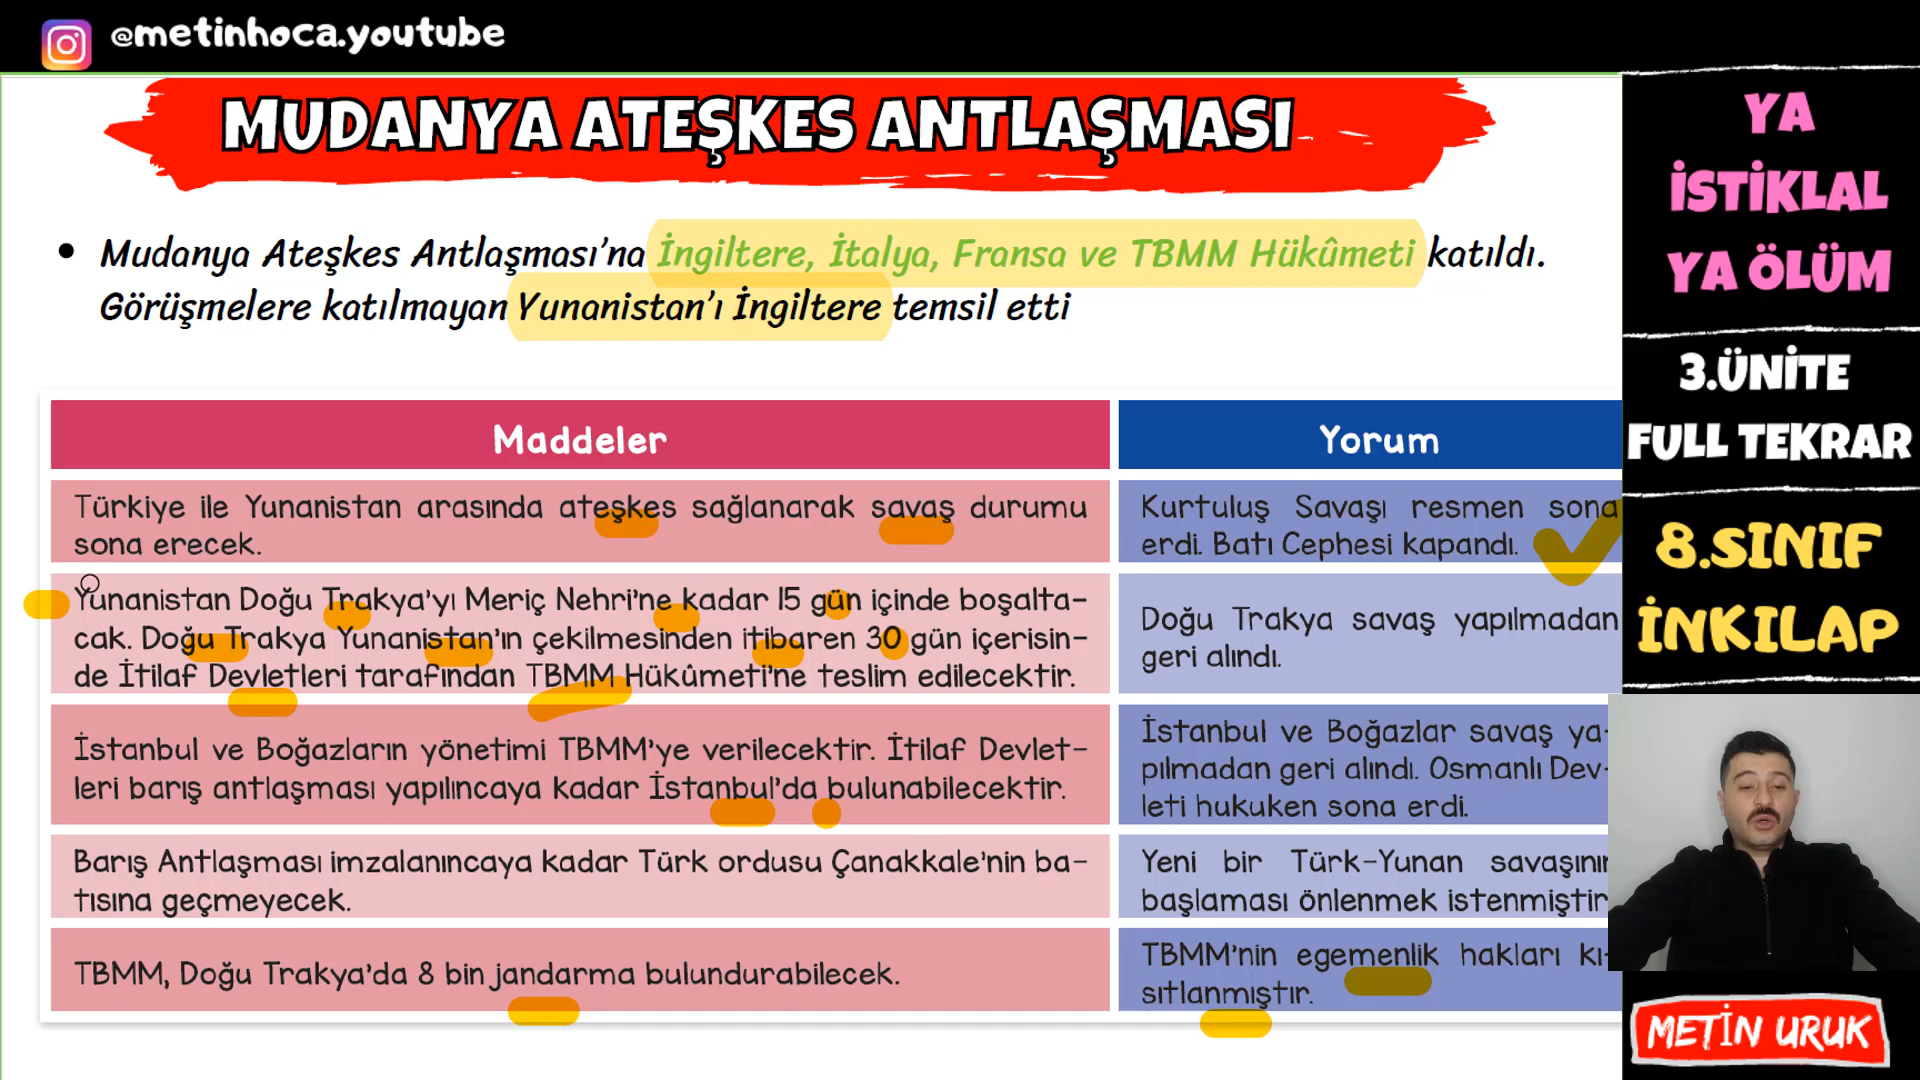 @metinhoca.youtube
MUDANYA ATEŞKES ANTLAŞMASI
• Mudanya Ateşkes Antlaşması'na İngiltere, İtalya, Fransa ve TBMM Hükûmeti katıldı.
Görüşmelere katılmayan Yunanistan'ı İngiltere temsil etti
Maddeler
Yorum
Türkiye ile Yunanistan arasında ateşkes sağlanarak savaş durumu
sona erecek.
Kurtuluş Savaşı resmen sona
erdi. Batı Cephesi kapandı.
Yunanistan Doğu Trakya'yı Meriç Nehri'ne kadar 15 gün içinde boşalta-
cak. Doğu Trakya Yunanistan'ın çekilmesinden itibaren 30 gün içerisin-
de İtilaf Devletleri tarafından TBMM Hükûmeti'ne teslim edilecektir.
Doğu Trakya savaş yapılmadan
geri alındı.
İstanbul ve Boğazların yönetimi TBMM'ye verilecektir. İtilaf Devlet-
leri barış antlaşması yapılıncaya kadar İstanbul'da bulunabilecektir.
İstanbul ve Boğazlar savaş ya-
pılmadan geri alındı. Osmanlı Dev-
leti hukuken sona erdi.
Barış Antlaşması imzalanıncaya kadar Türk ordusu Çanakkale'nin ba-
tısına geçmeyecek.
Yeni bir Türk-Yunan savaşının
başlaması önlenmek istenmiştir
TBMM, Doğu Trakya'da 8 bin jandarma bulundurabilecek.
TBMM'nin egemenlik hakları kı-
sıtlanmıştır.
YA
İSTİKLAL
YA ÖLÜM
3.ÜNİTE
FULL TEKRAR
8.SINIF
İNKILAP
METİN URUK